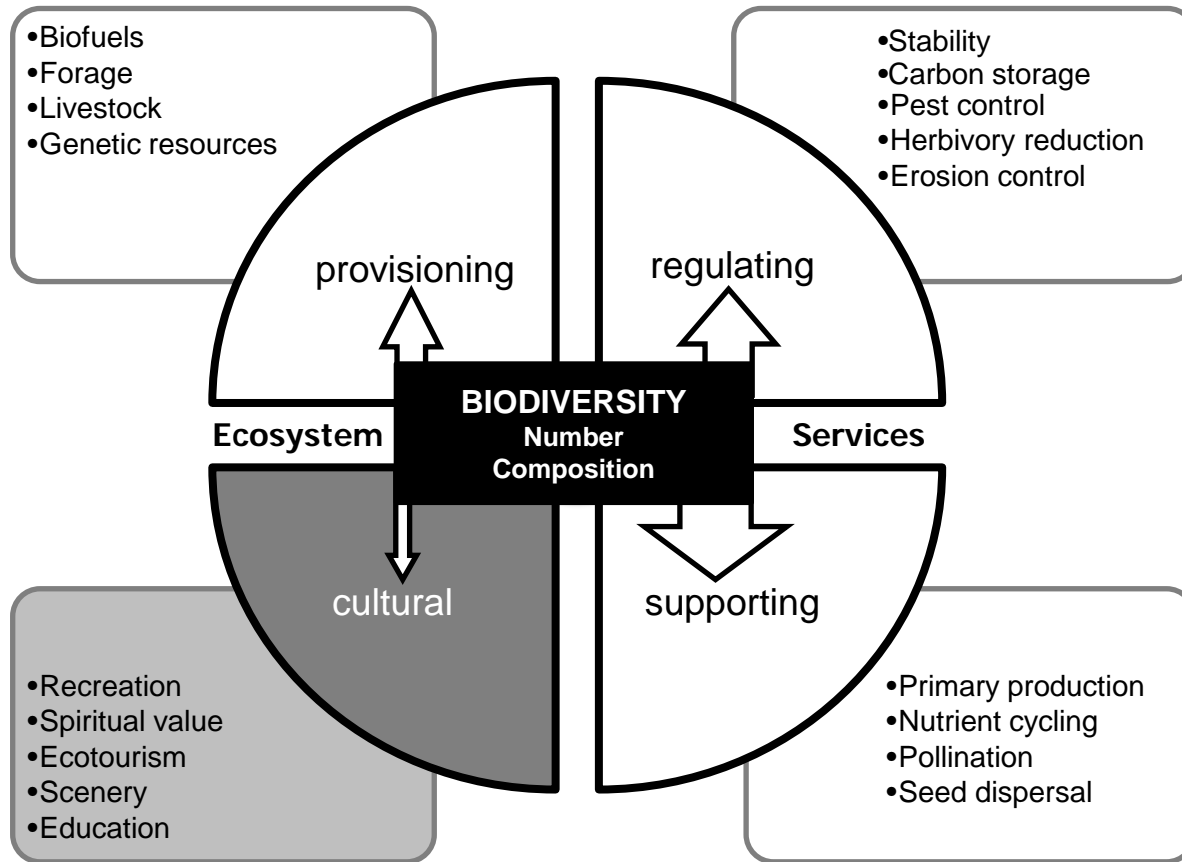 •Biofuels
•Forage
•Livestock
•Genetic resources
•Stability
•Carbon storage
•Pest control
•Herbivory reduction
•Erosion control
provisioning
regulating
BIODIVERSITY
Number
Composition
Ecosystem
Services
cultural
supporting
•Recreation
•Spiritual value
•Ecotourism
•Scenery
•Education
•Primary production
•Nutrient cycling
•Pollination
•Seed dispersal